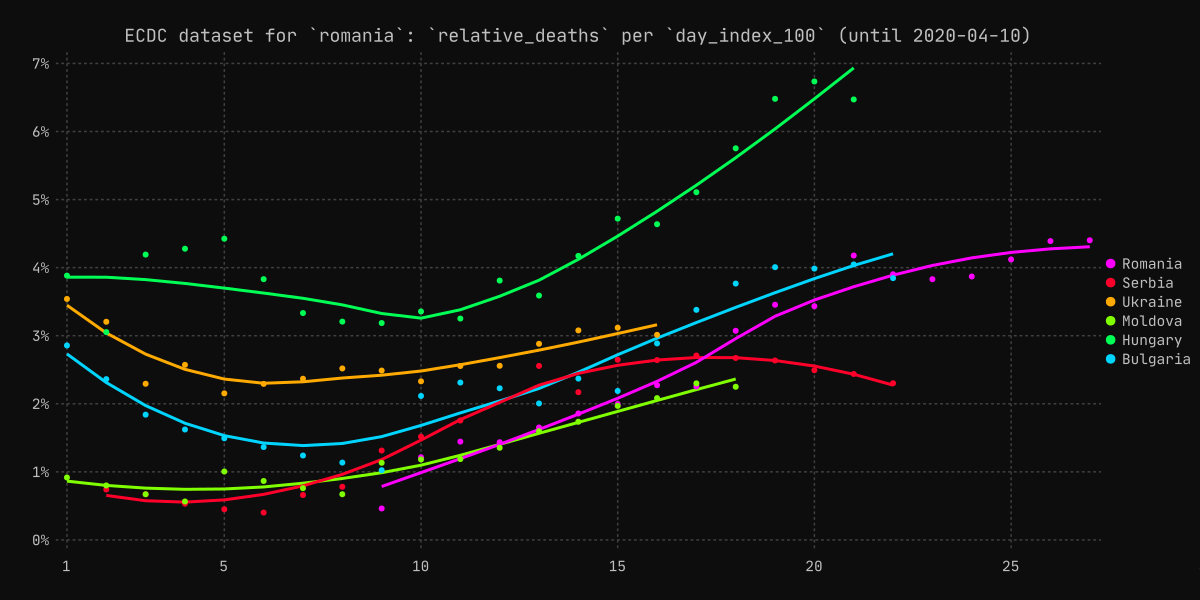 ECDC dataset for `romania`: `relative_deaths` per `day_index_100` (until 2020-04-10)
7%
6%
5%
4%
3%
2%
1%
0%
1 5 10 15 20 25
Romania
Serbia
Ukraine
Moldova
Hungary
Bulgaria